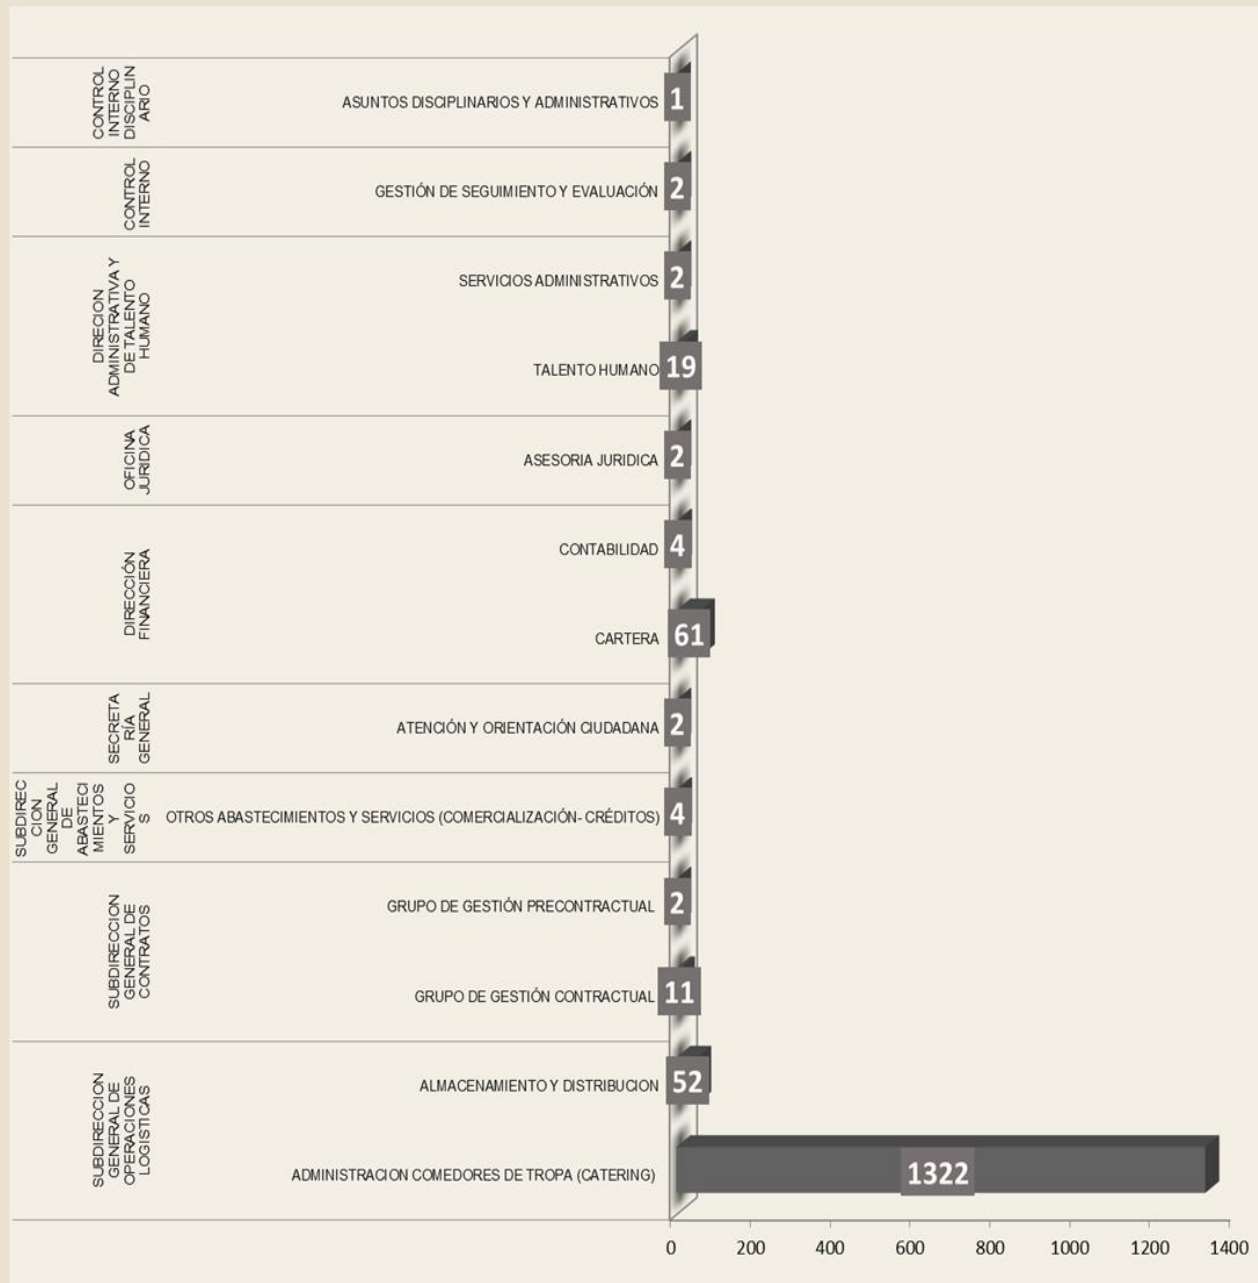 CONTROL
INTERNO
DISCIPLIN
ARIO
ASUNTOS DISCIPLINARIOS Y ADMINISTRATIVOS
1
CONTROL
INTERNO
GESTIÓN DE SEGUIMIENTO Y EVALUACIÓN
2
DIRECION
ADMINISTRATIVA Y
DE TALENTO
HUMANO
SERVICIOS ADMINISTRATIVOS
2
TALENTO HUMANO
19
OFICINA
JURIDICA
ASESORIA JURIDICA
2
DIRECCIÓN
FINANCIERA
CONTABILIDAD
4
CARTERA
61
SECRETA
RÍA
GENERAL
ATENCIÓN Y ORIENTACIÓN CIUDADANA
2
SUBDIREC
CION
GENERAL
DE
ABASTECI
MIENTOS
Y
SERVICIO
S
OTROS ABASTECIMIENTOS Y SERVICIOS (COMERCIALIZACIÓN- CRÉDITOS)
4
SUBDIRECCION
GENERAL DE
CONTRATOS
GRUPO DE GESTIÓN PRECONTRACTUAL
2
GRUPO DE GESTIÓN CONTRACTUAL
11
SUBDIRECCION
GENERAL DE
OPERACIONES
LOGISTICAS
ALMACENAMIENTO Y DISTRIBUCION
52
ADMINISTRACION COMEDORES DE TROPA (CATERING)
1322
0 200 400 600 800 1000 1200 1400